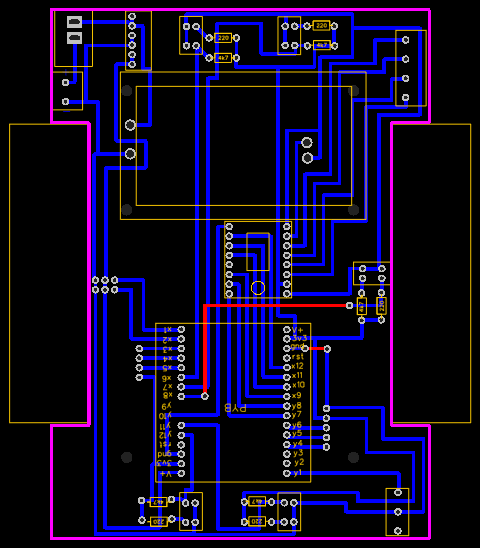 220
220
4k7
4k7
4k7
220
x1 V+
x2 3v3
x3 gnd
x4 rst
x5 x12
x6 x11
x7 x10
x8 x9
y9 PYB y8
y10 y7
y11 y6
y12 y5
rst y4
gnd y3
3v3 y2
V+ y1
4k7
4k7
220
220